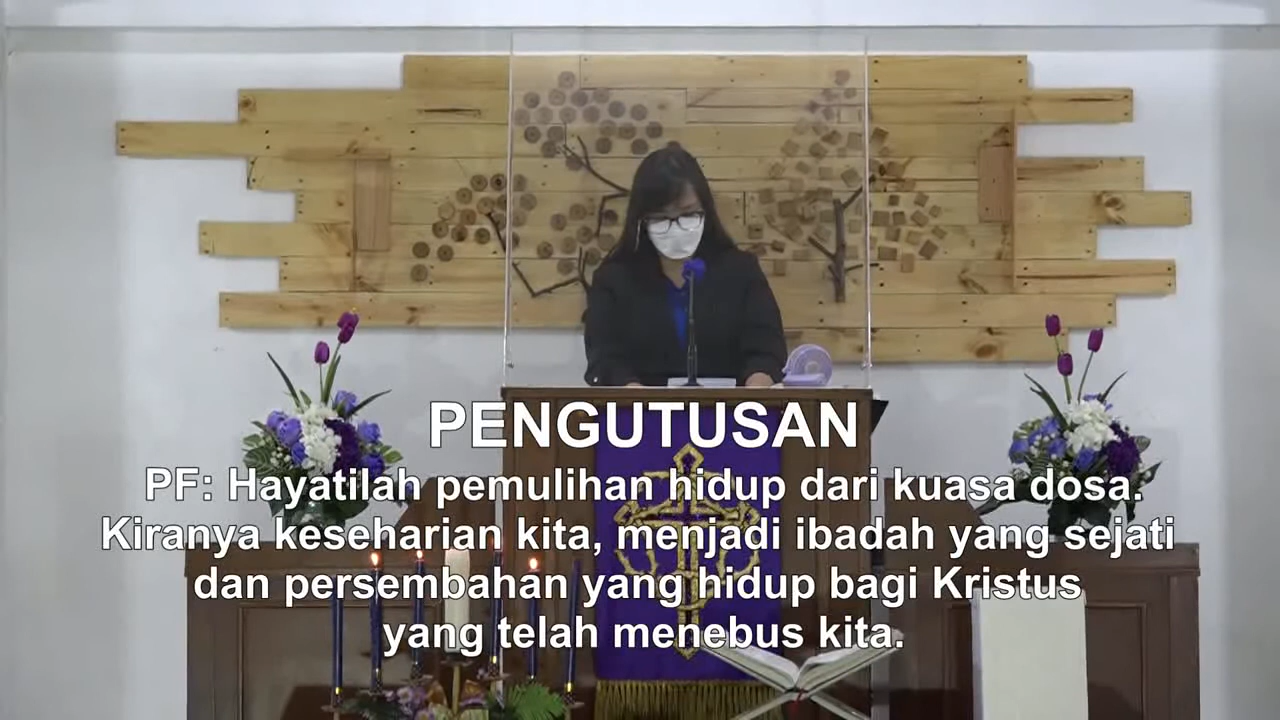 PENGUTUSAN
PF: Hayatilah pemulihan hidup dari kuasa dosa.
Kiranya keseharian kita, menjadi ibadah yang sejati
dan persembahan yang hidup bagi Kristus
yang telah menebus kita.